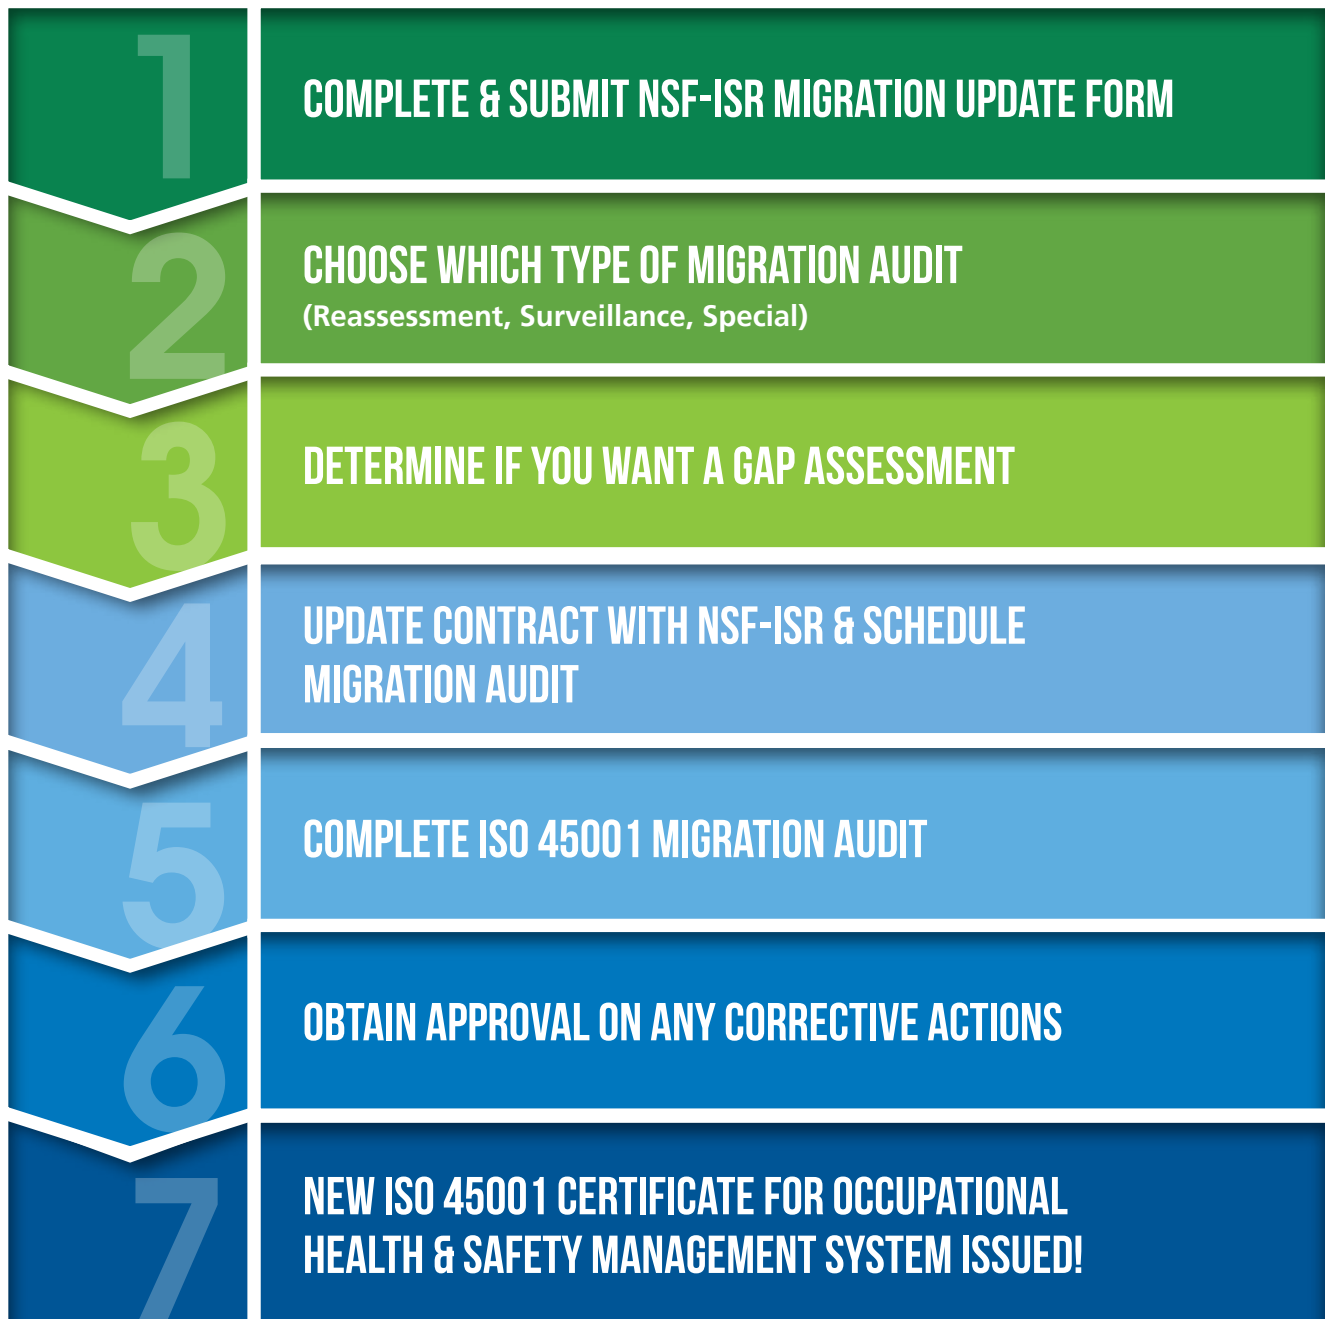 1
COMPLETE & SUBMIT NSF-ISR MIGRATION UPDATE FORM
2
CHOOSE WHICH TYPE OF MIGRATION AUDIT
(Reassessment, Surveillance, Special)
3
DETERMINE IF YOU WANT A GAP ASSESSMENT
4
UPDATE CONTRACT WITH NSF-ISR & SCHEDULE
MIGRATION AUDIT
5
COMPLETE ISO 45001 MIGRATION AUDIT
6
OBTAIN APPROVAL ON ANY CORRECTIVE ACTIONS
7
NEW ISO 45001 CERTIFICATE FOR OCCUPATIONAL
HEALTH & SAFETY MANAGEMENT SYSTEM ISSUED!